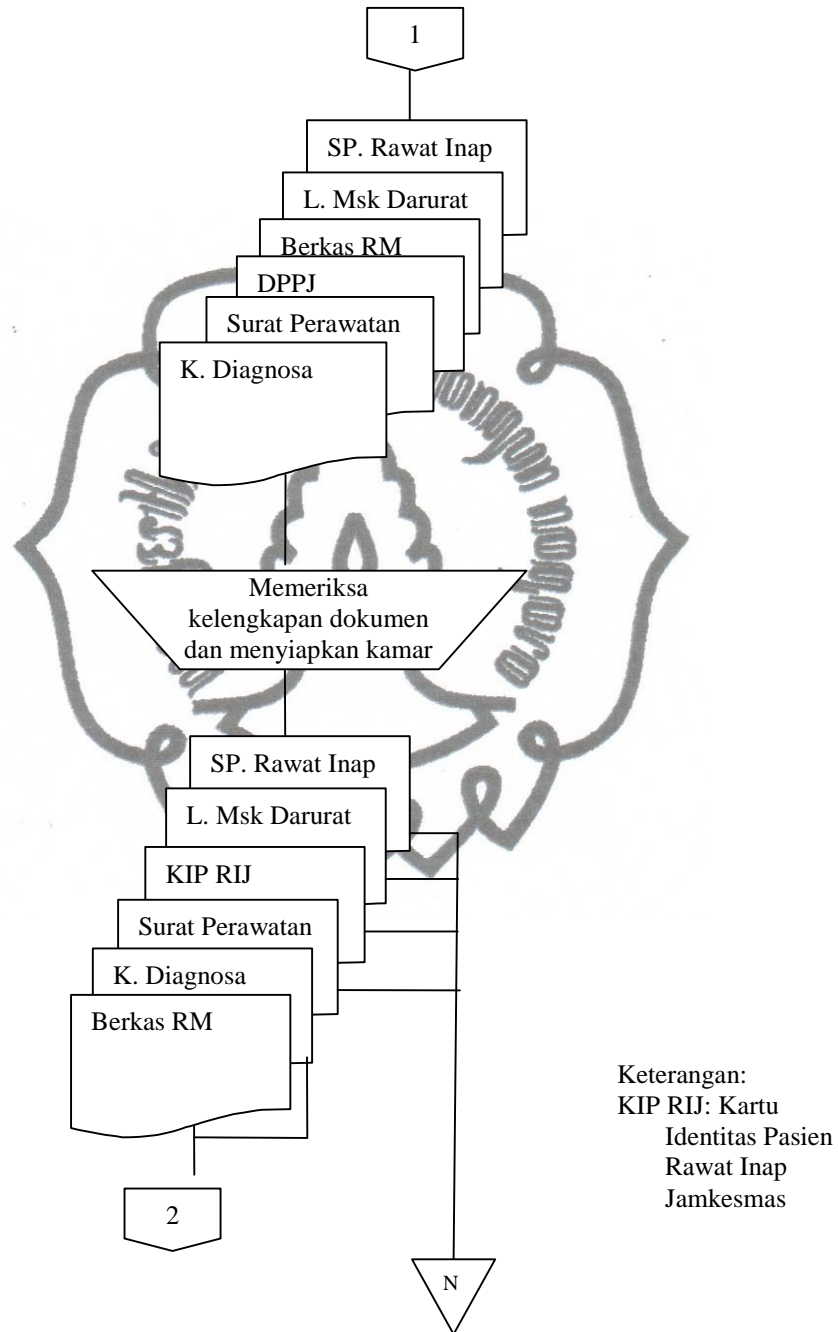 1
SP. Rawat Inap
L. Msk Darurat
Berkas RM
DPPJ
Surat Perawatan
K. Diagnosa
Memeriksa
kelengkapan dokumen
dan menyiapkan kamar
SP. Rawat Inap
L. Msk Darurat
KIP RIJ
Surat Perawatan
K. Diagnosa
Berkas RM
Keterangan:
KIP RIJ: Kartu
Identitas Pasien
Rawat Inap
Jamkesmas
2
N